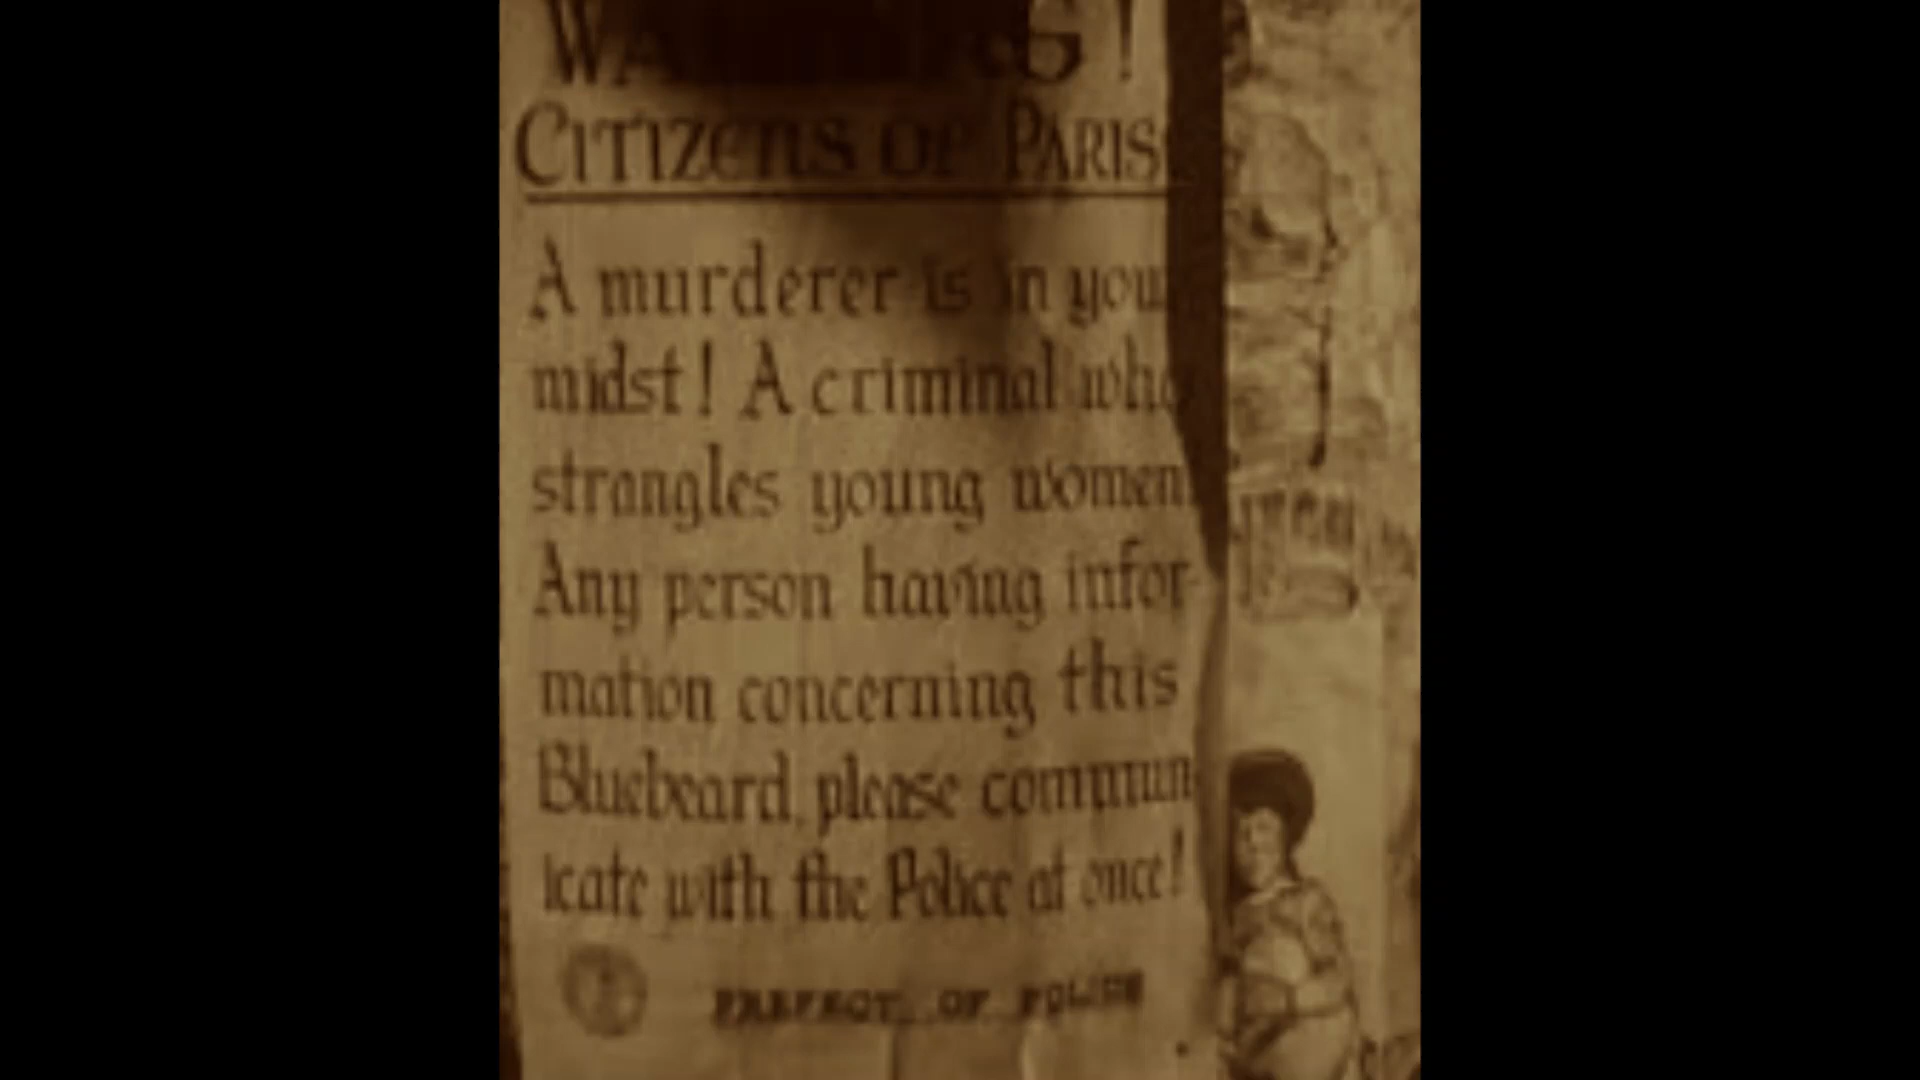 CITIZENS OF PARIS
A murderer is in you
midst! A criminal who
strangles young women.
Any person having infor-
mation concerning this
Bluebeard, please commun
icate with the Police at once!
PREFECT OF POLICE